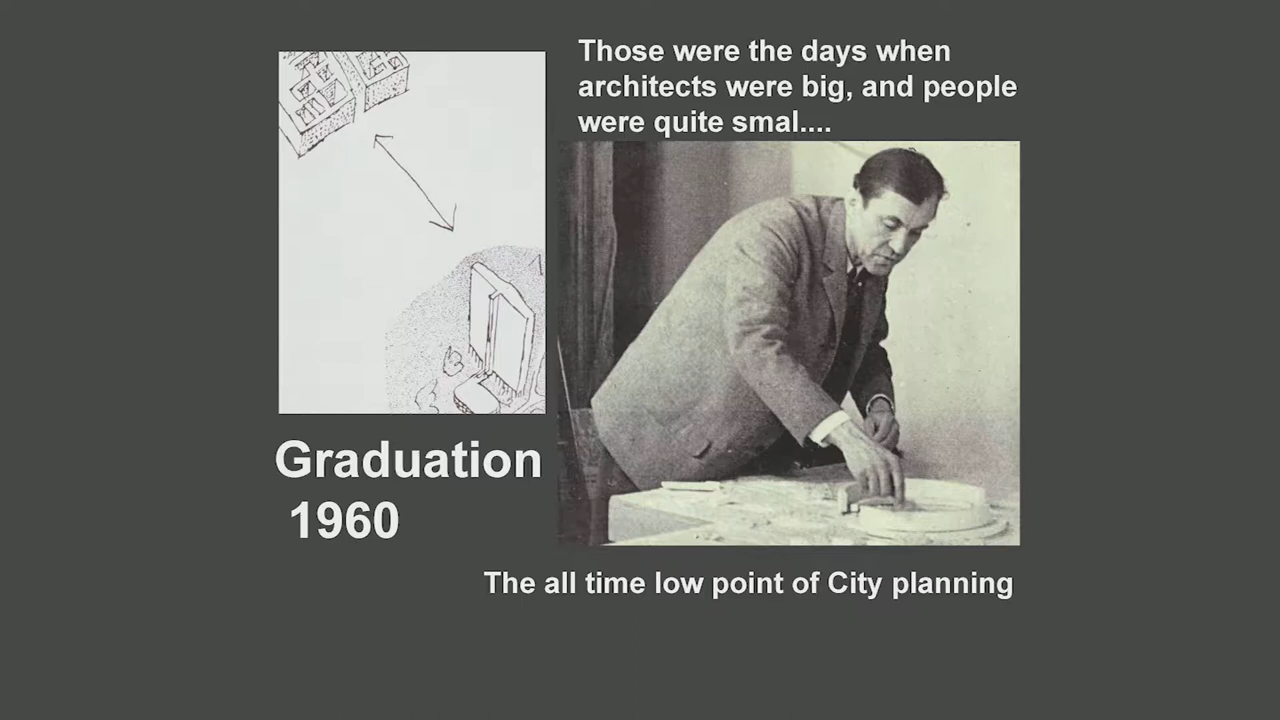 Those were the days when
architects were big, and people
were quite smal....
Graduation
1960
The all time low point of City planning